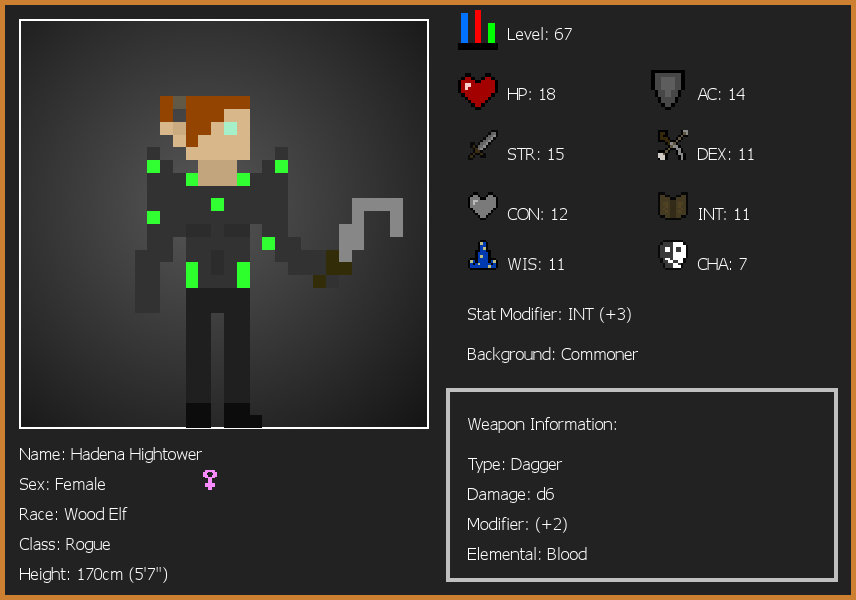 Level: 67
HP: 18
AC: 14
STR: 15
DEX: 11
CON: 12
INT: 11
WIS: 11
CHA: 7
Stat Modifier: INT (+3)
Background: Commoner
Weapon Information:
Type: Dagger
Damage: d6
Modifier: (+2)
Elemental: Blood
Name: Hadena Hightower
Sex: Female
Race: Wood Elf
Class: Rogue
Height: 170cm (5'7")